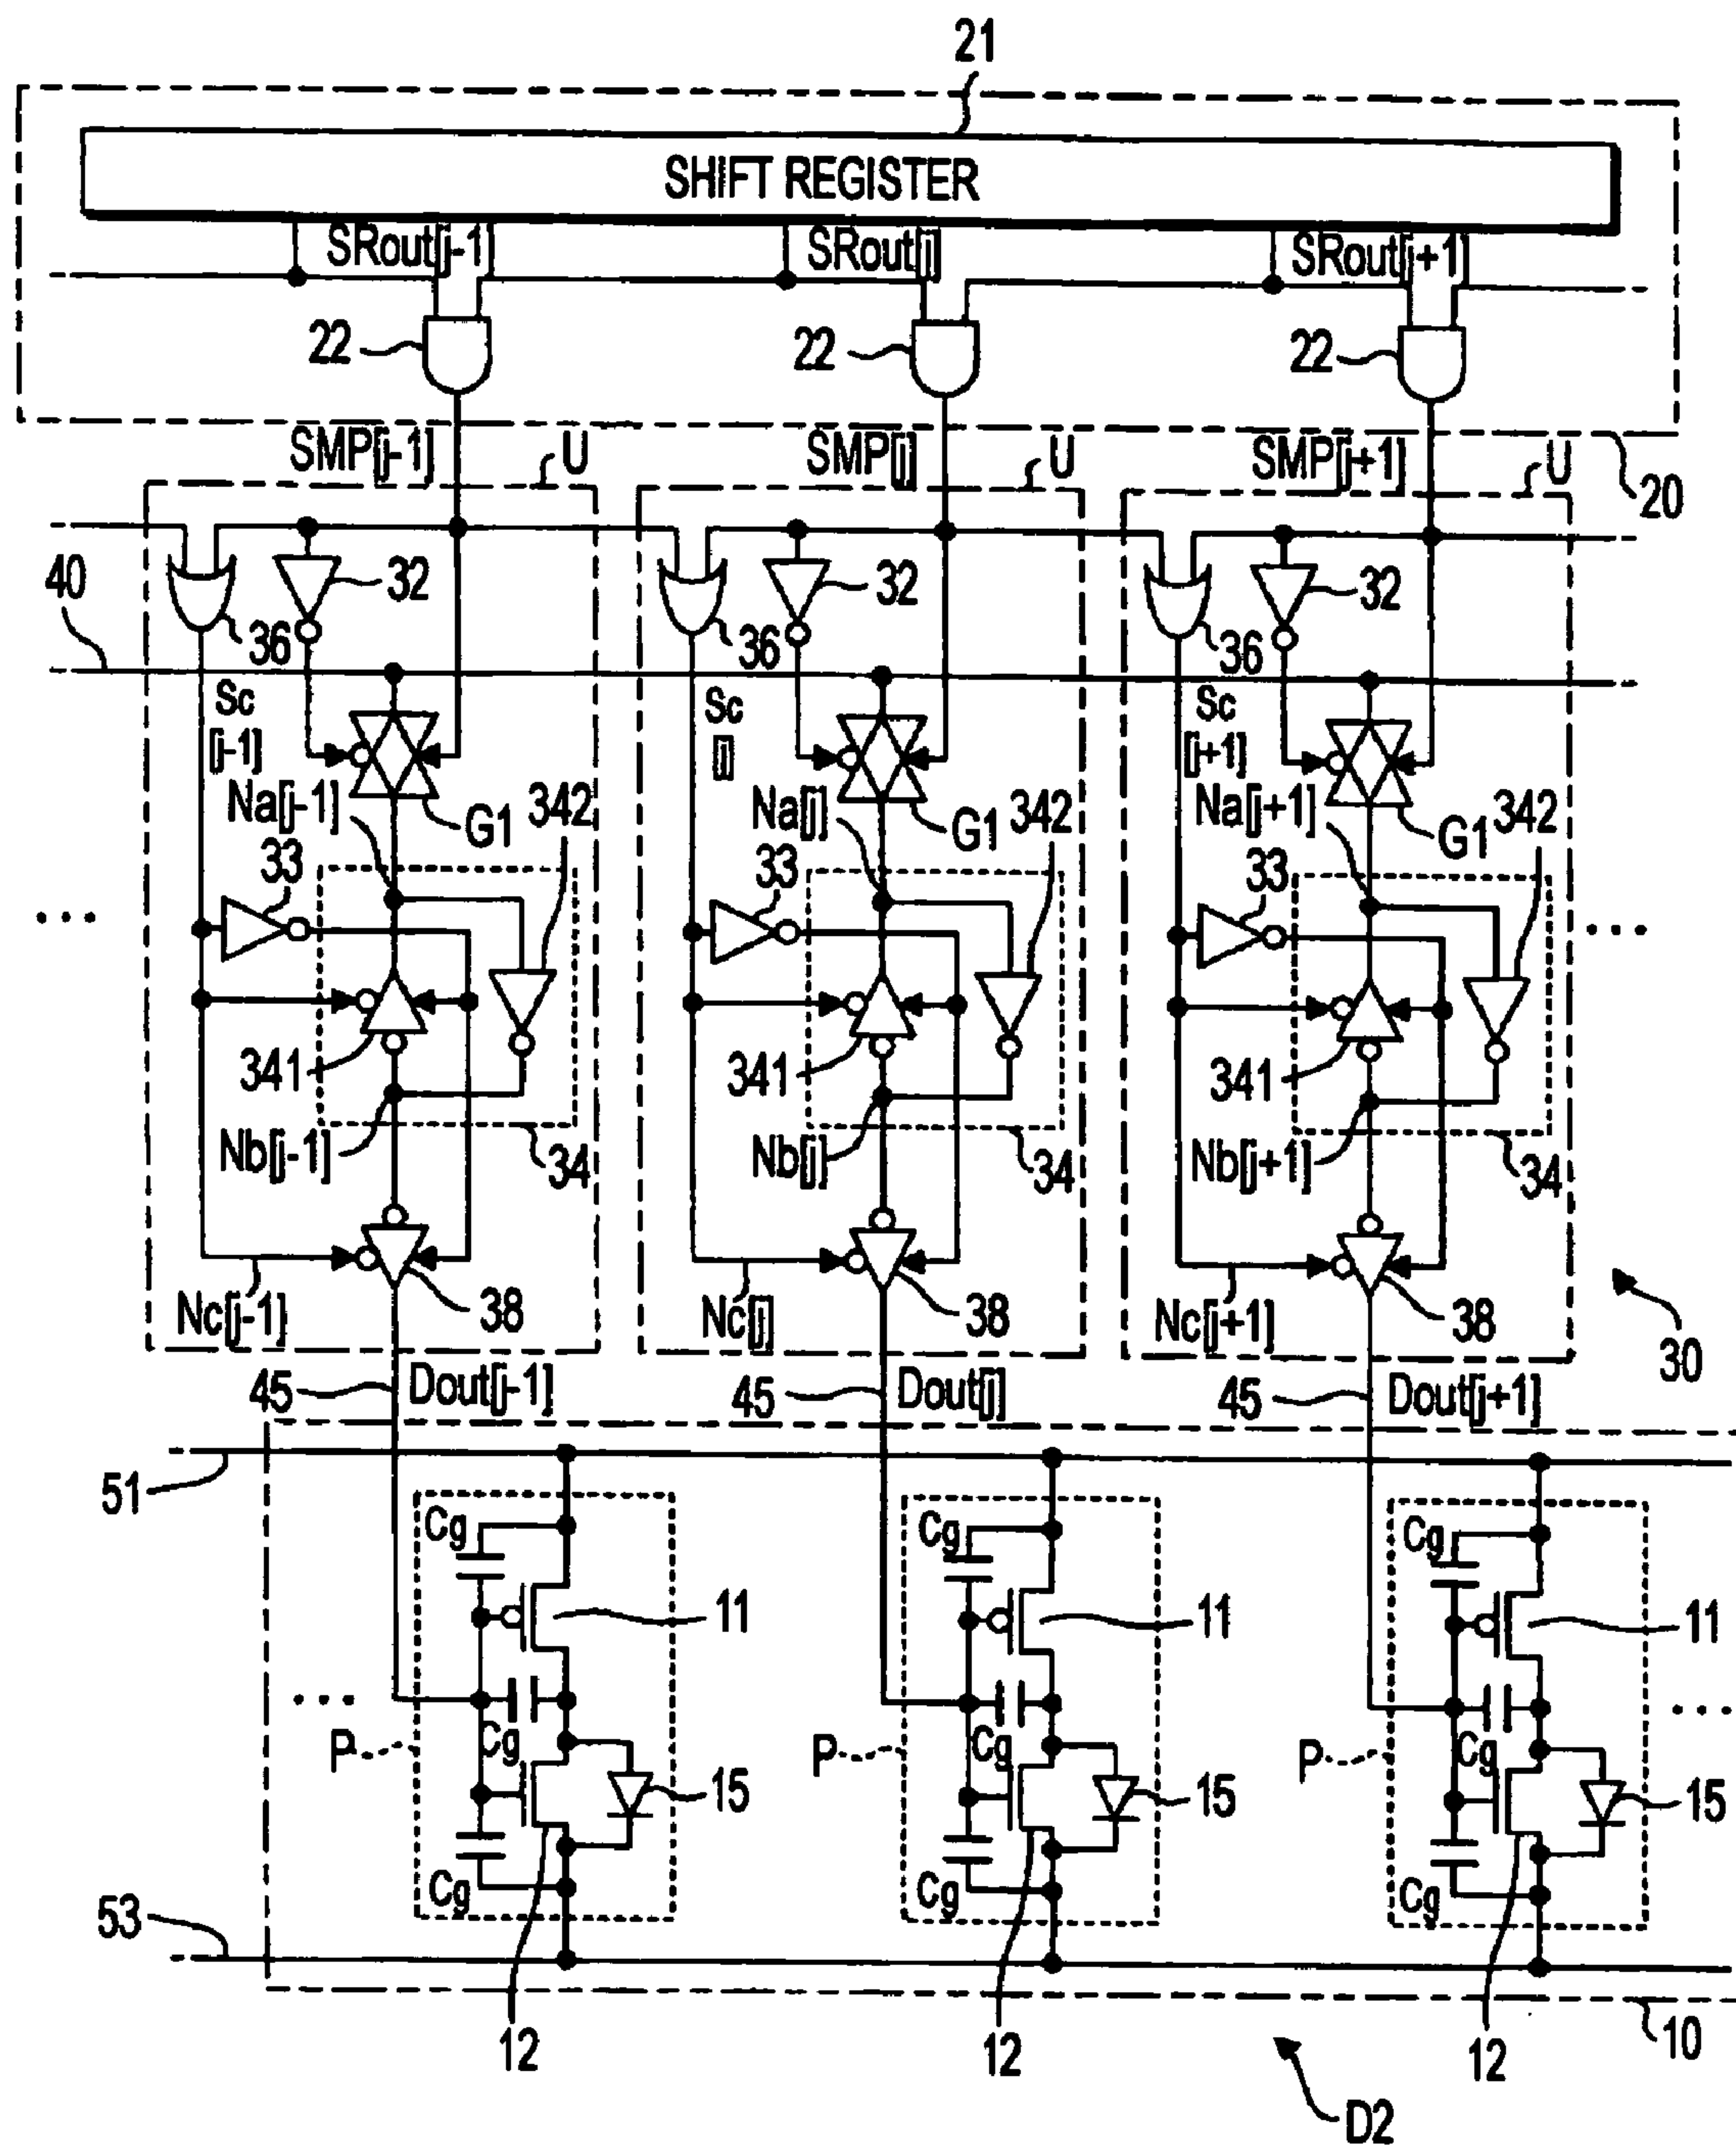 21
SHIFT REGISTER
SRout[j-1] SRout[j] SRout[j+1]
22 22 22
SMP[j-1] U SMP[j] U SMP[j+1] U
20
40 32 32 32
36 36 36
Sc [j-1] Sc [j] Sc [j+1]
Na[j-1] G1 342 Na[j] G1 342 Na[j+1] G1 342
33 33 33
... ...
341 341 341
Nb[j-1] 34 Nb[j] 34 Nb[j+1] 34
Nc[j-1] 38 Nc[j] 38 Nc[j+1] 38
30
45 Dout[j-1] 45 Dout[j] 45 Dout[j+1]
51
Cg Cg Cg
11 11 11
... ...
P Cg P Cg P Cg
15 15 15
Cg Cg Cg
53
12 12 12
10
D2